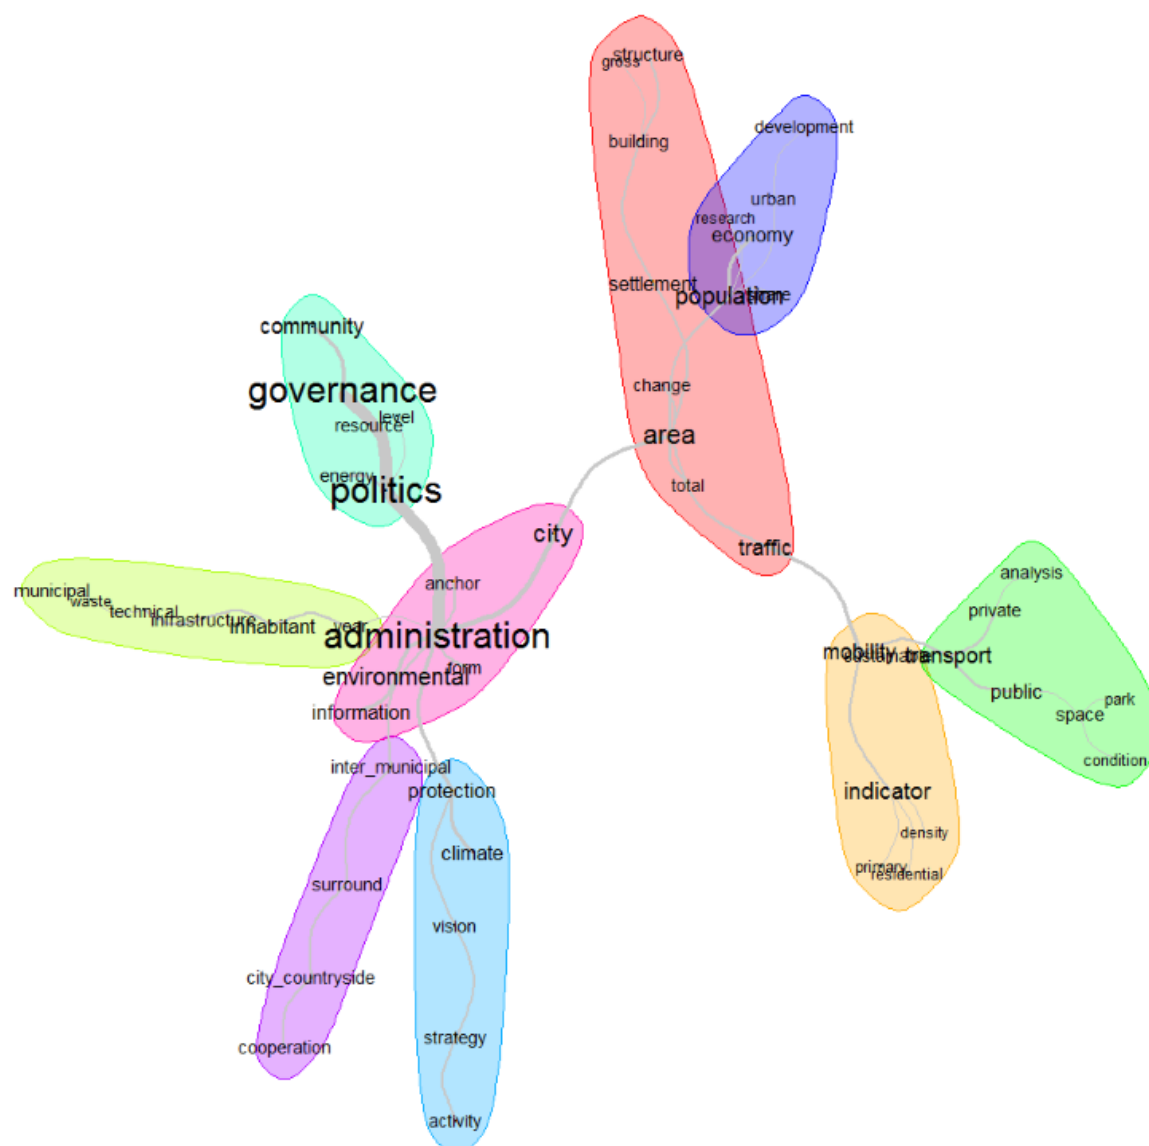 structure
gross
building
development
urban
research
economy
settlement
population
share
community
governance
change
level
resource
area
energy
politics
total
city
traffic
anchor
municipal
waste
technical
infrastructure
inhabitant
year
administration
form
environmental
information
analysis
private
mobility
sustainable
transport
public
park
space
condition
inter_municipal
protection
indicator
density
climate
primary
residential
surround
vision
city_countryside
strategy
cooperation
activity